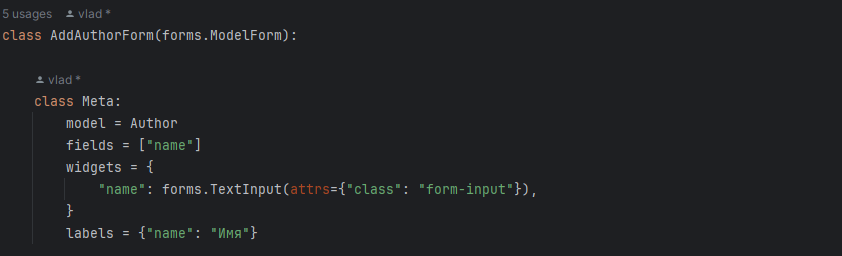 5 usages vlad *
class AddAuthorForm(forms.ModelForm):
vlad *
class Meta:
model = Author
fields = ["name"]
widgets = {
"name": forms.TextInput(attrs={"class": "form-input"}),
}
labels = {"name": "Имя"}